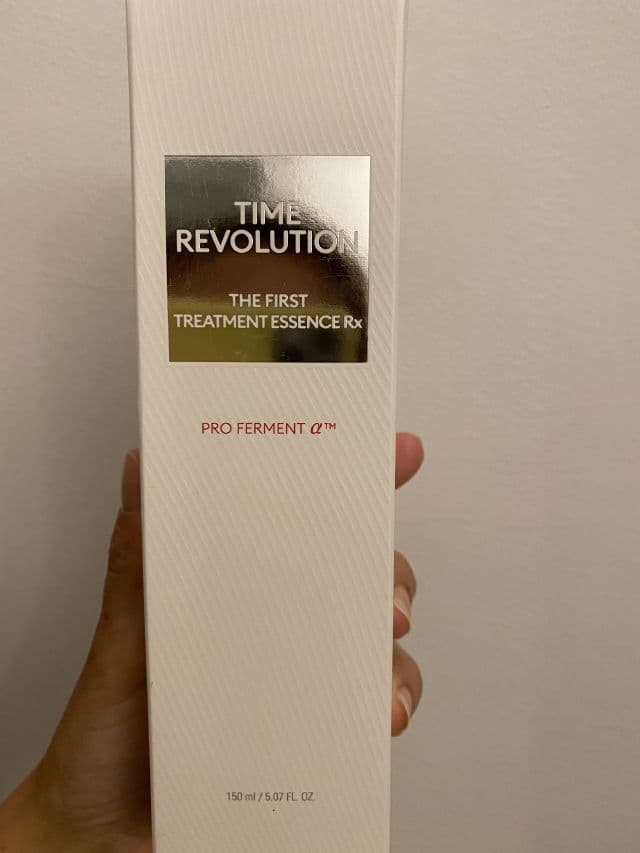 TIME
REVOLUTION
THE FIRST
TREATMENT ESSENCE Rx
PRO FERMENT α™
150 ml / 5.07 FL. OZ.